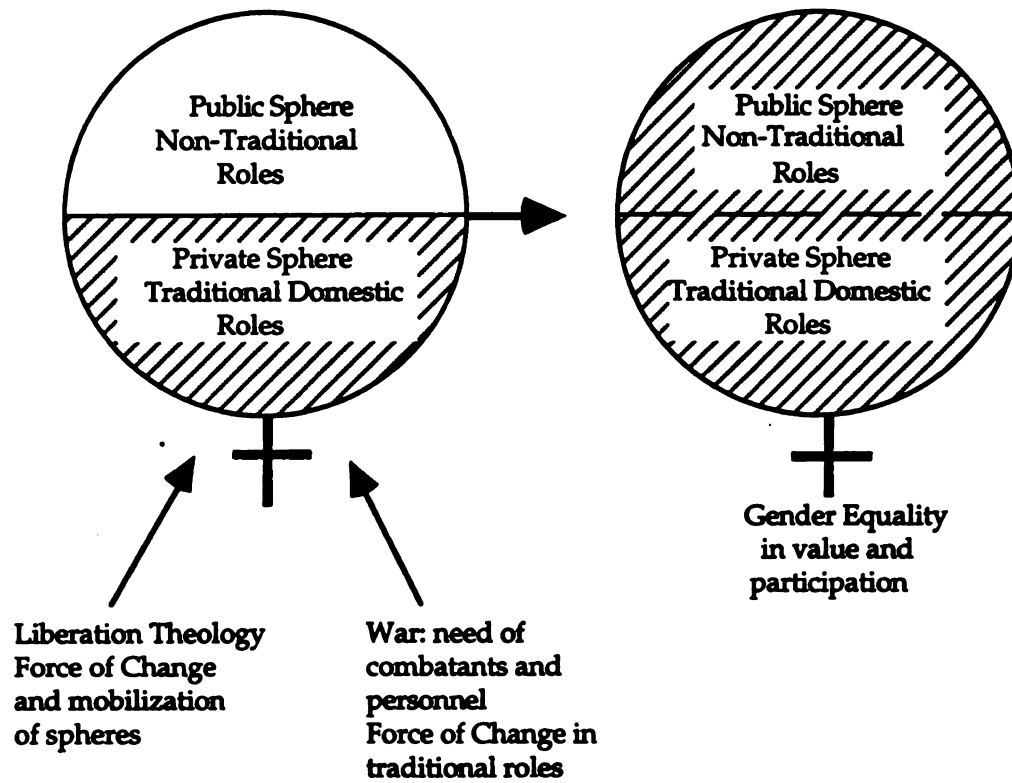 Public Sphere
Non-Traditional
Roles
Private Sphere
Traditional Domestic
Roles
Public Sphere
Non-Traditional
Roles
Private Sphere
Traditional Domestic
Roles
Gender Equality
in value and
participation
Liberation Theology
Force of Change
and mobilization
of spheres
War: need of
combatants and
personnel
Force of Change in
traditional roles